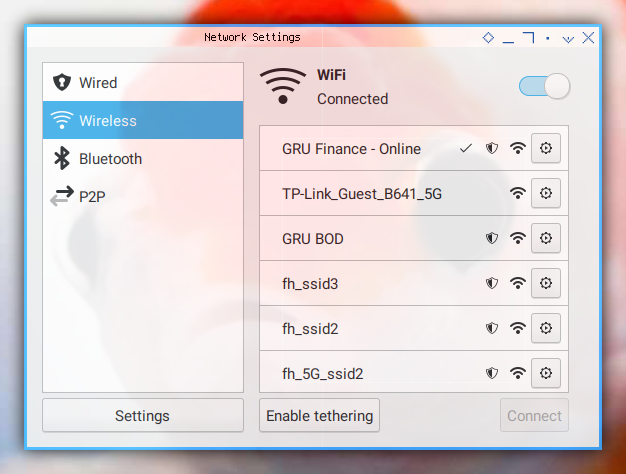 Network Settings
Wired
Wireless
Bluetooth
P2P
Settings
WiFi
Connected
GRU Finance - Online
TP-Link_Guest_B641_5G
GRU BOD
fh_ssid3
fh_ssid2
fh_5G_ssid2
Enable tethering
Connect